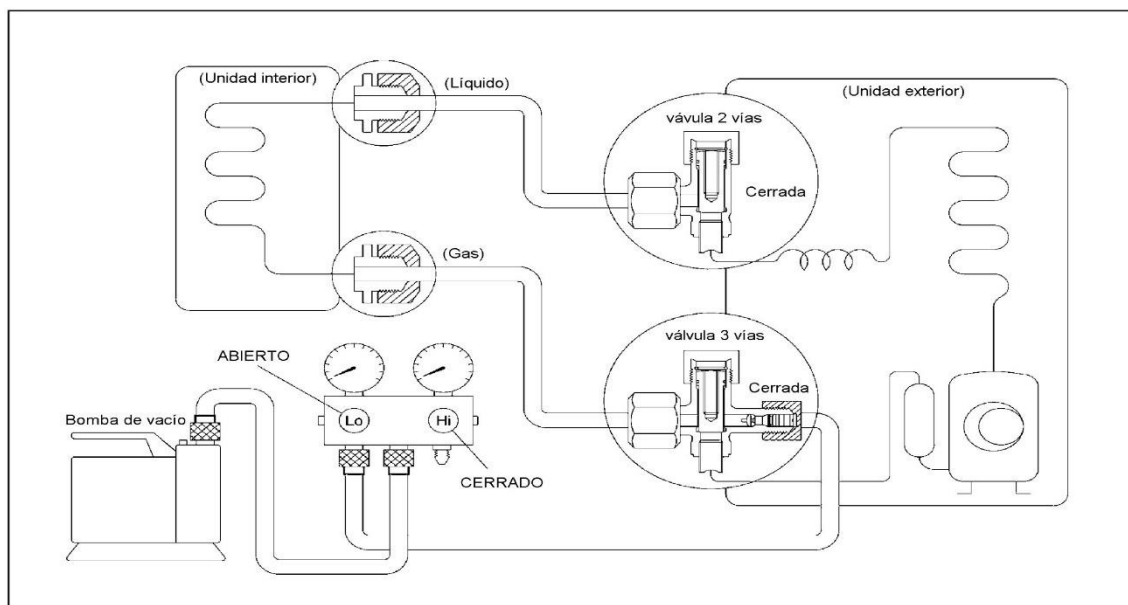 (Unidad interior)
(Líquido)
(Unidad exterior)
vávula 2 vías
Cerrada
(Gas)
válvula 3 vías
Cerrada
ABIERTO
Bomba de vacío
Lo
Hi
CERRADO